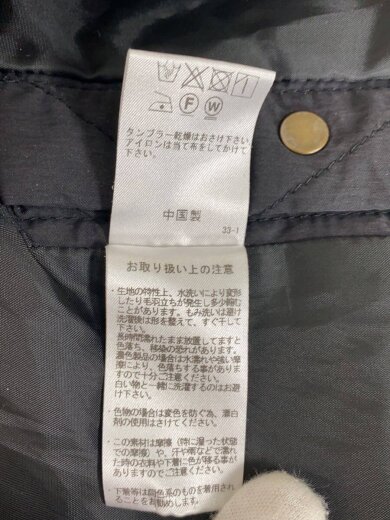 F W
タンブラー乾燥はおさけ下さい。
アイロンは当て布をしてかけて
下さい。
中国製
33-1
お取り扱い上の注意
・生地の特性上、水洗いにより変形
したり毛羽立ちが発生し多少縮む
ことがあります。もみ洗いは避け
洗濯後は形を整えて、すぐ干して
下さい。
長時間濡れたまま放置してますと
色落ち、移染の恐れがあります。
濃色製品の場合は水濡れや強い摩
擦により、色落ちする事があります
ので十分ご注意ください。
白い物と一緒に洗濯するのはお避
け下さい。
・色物の場合は変色を防ぐ為、漂白
剤の使用はさけてください。
・この素材は摩擦（特に湿った状態
での摩擦）や、汗や雨などで濡れ
た時の衣料や下着に色が移る事が
ありますのでご注意ください。
・下着等は同色系のものを着用され
ることをお勧め